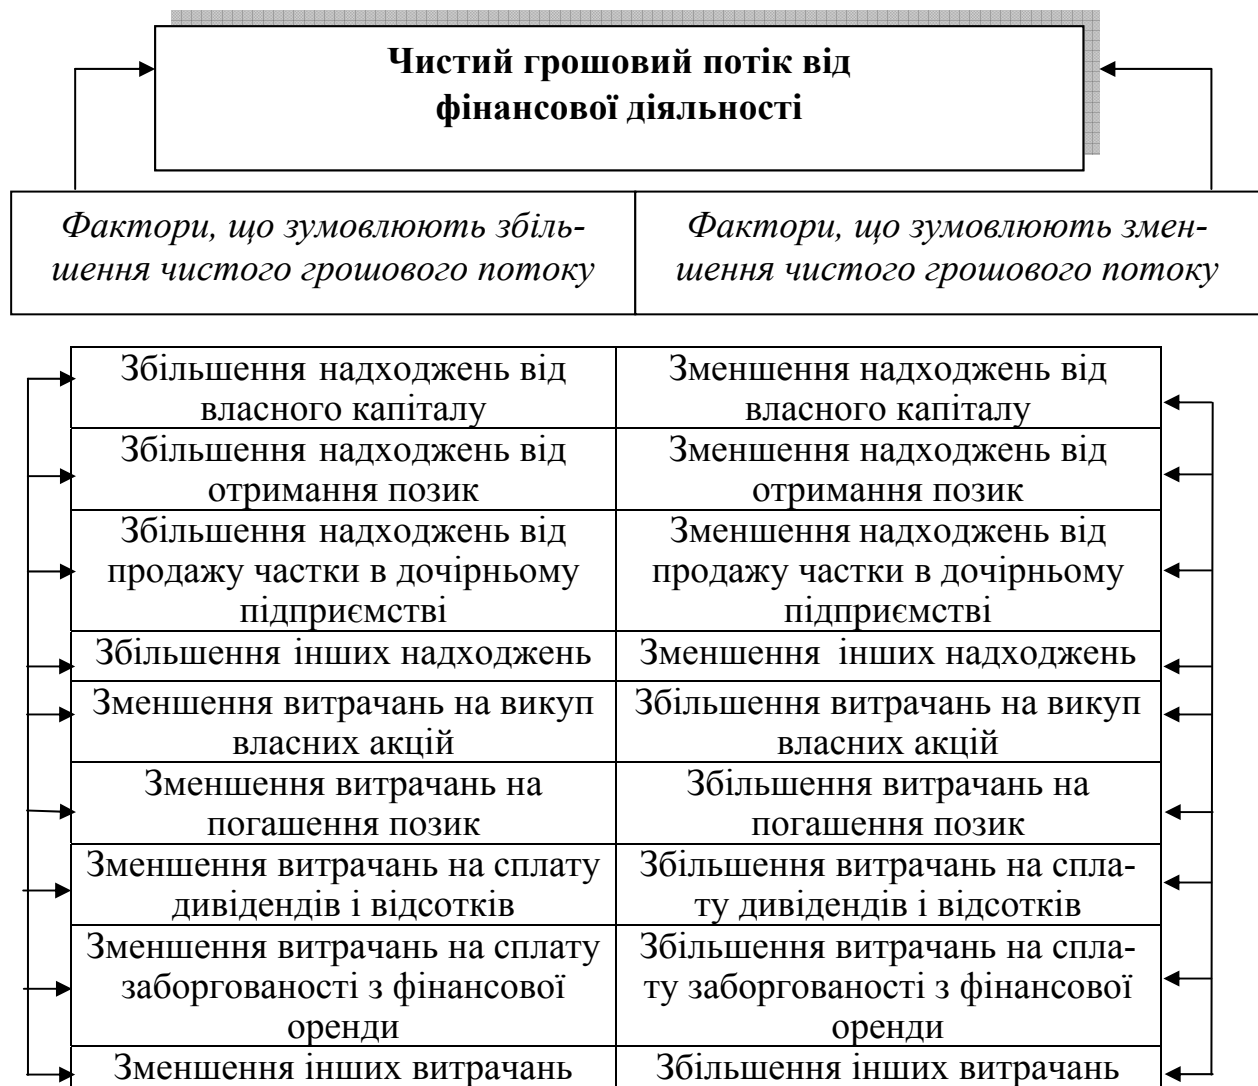 Чистий грошовий потік від
фінансової діяльності
Фактори, що зумовлюють збіль-
шення чистого грошового потоку
Фактори, що зумовлюють змен-
шення чистого грошового потоку
Збільшення надходжень від
власного капіталу
Зменшення надходжень від
власного капіталу
Збільшення надходжень від
отримання позик
Зменшення надходжень від
отримання позик
Збільшення надходжень від
продажу частки в дочірньому
підприємстві
Зменшення надходжень від
продажу частки в дочірньому
підприємстві
Збільшення інших надходжень
Зменшення інших надходжень
Зменшення витрачань на викуп
власних акцій
Збільшення витрачань на викуп
власних акцій
Зменшення витрачань на
погашення позик
Збільшення витрачань на
погашення позик
Зменшення витрачань на сплату
дивідендів і відсотків
Збільшення витрачань на спла-
ту дивідендів і відсотків
Зменшення витрачань на сплату
заборгованості з фінансової
оренди
Збільшення витрачань на спла-
ту заборгованості з фінансової
оренди
Зменшення інших витрачань
Збільшення інших витрачань